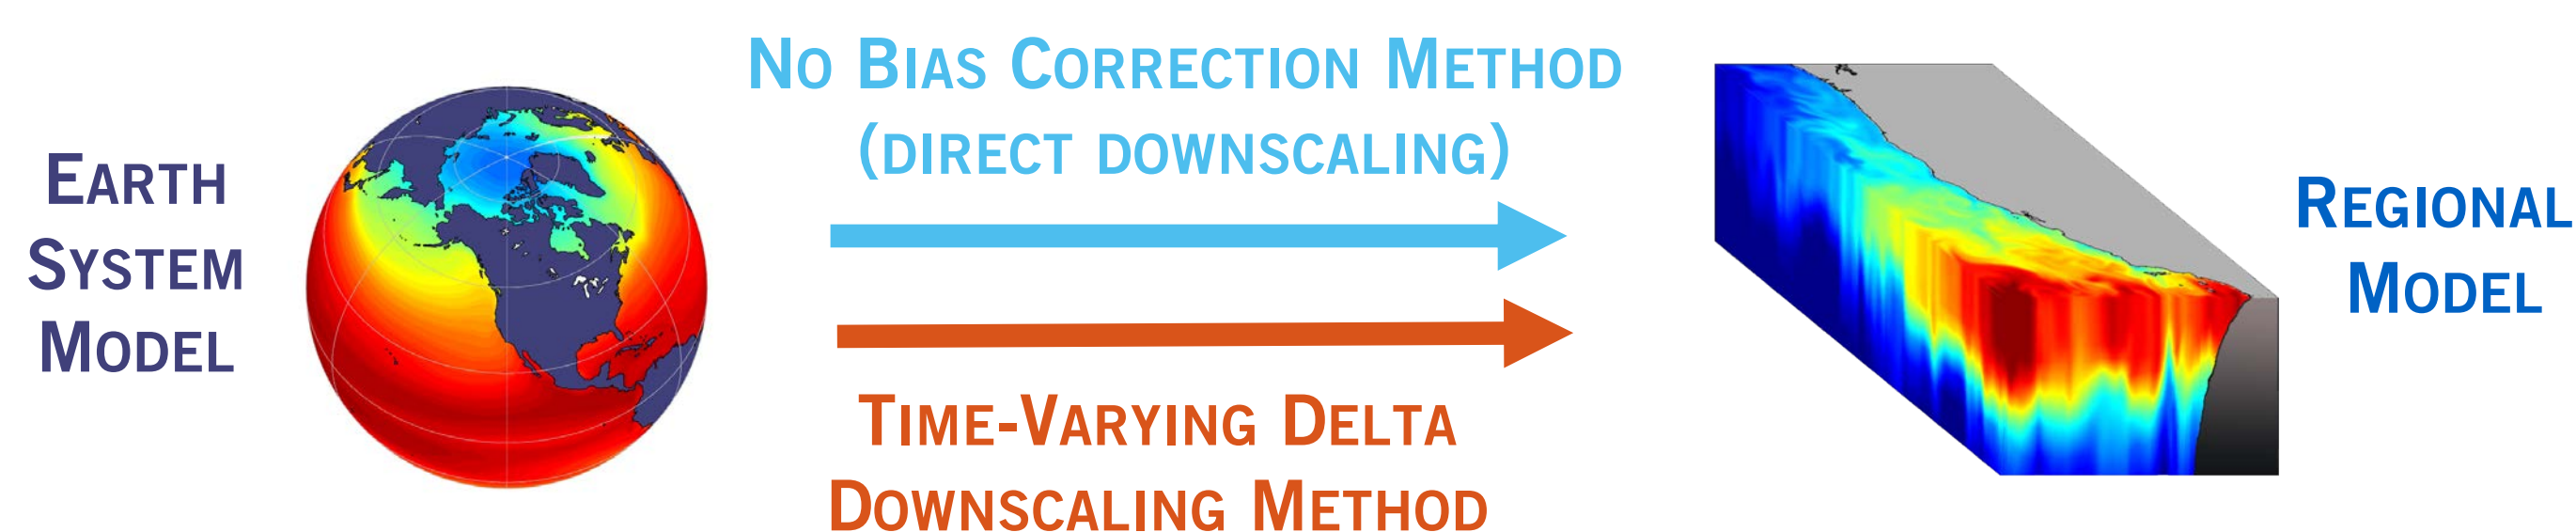 EARTH
SYSTEM
MODEL
NO BIAS CORRECTION METHOD
(DIRECT DOWNSCALING)
TIME-VARYING DELTA
DOWNSCALING METHOD
REGIONAL
MODEL